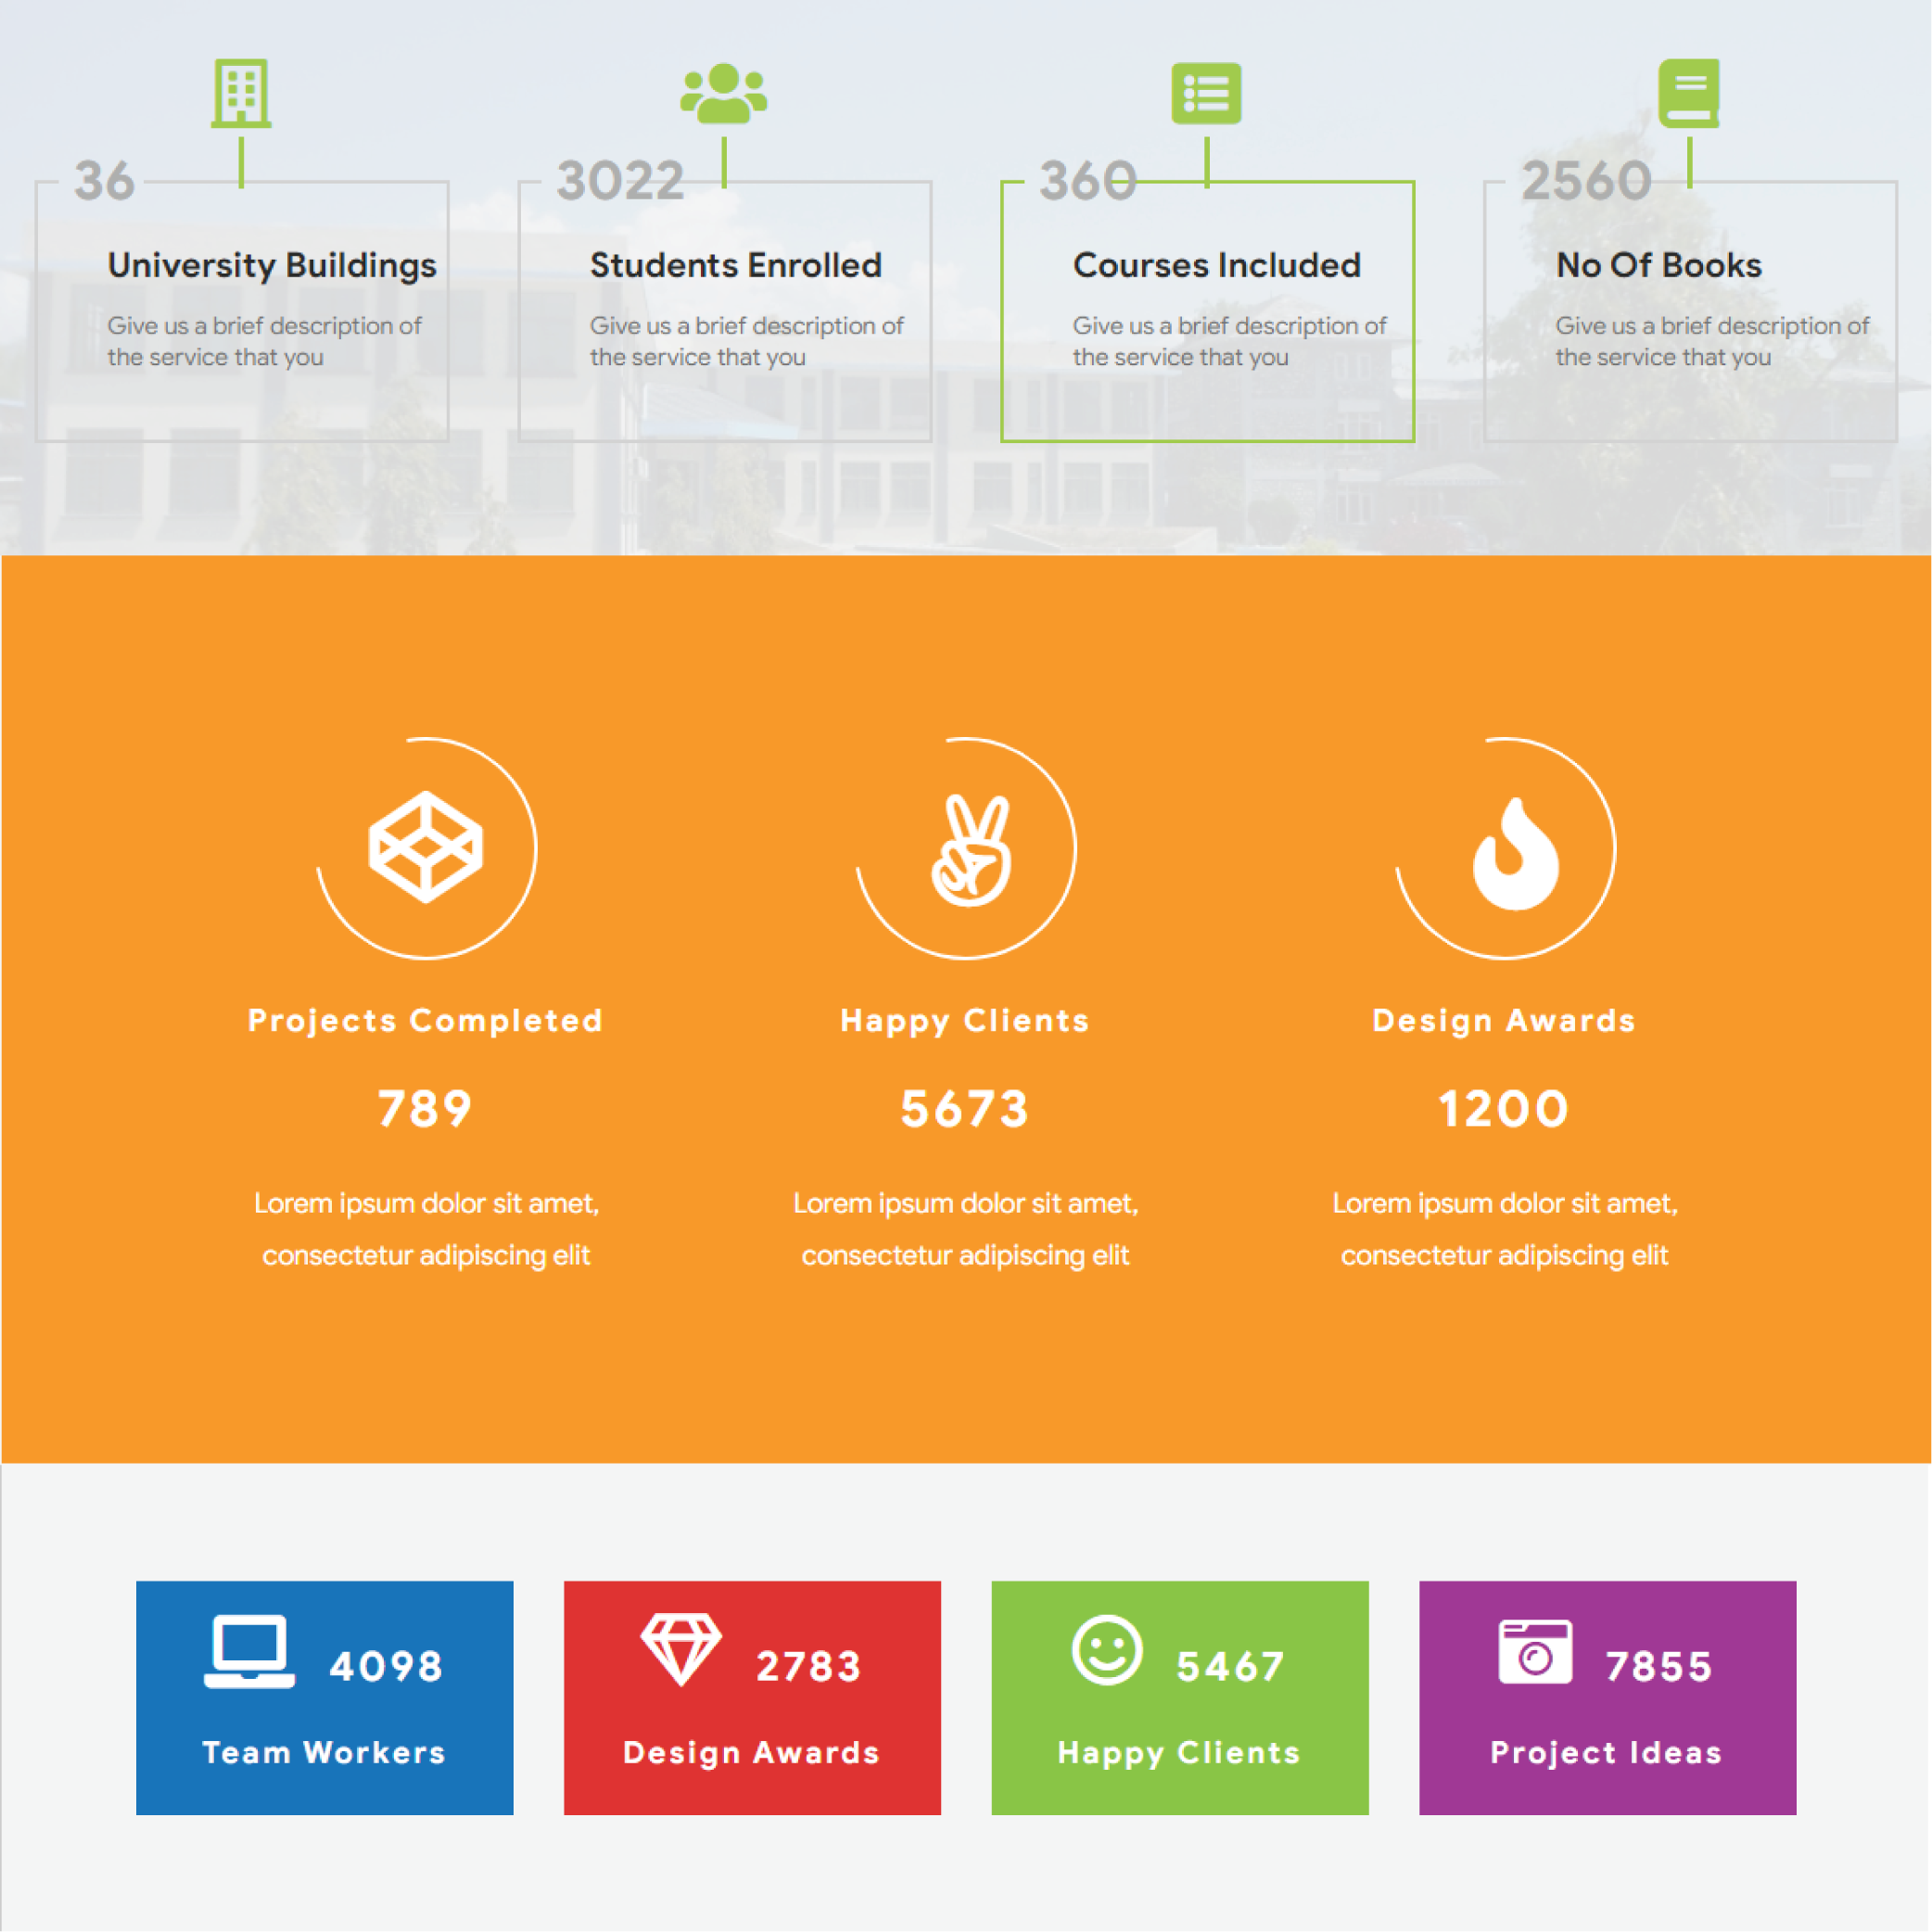 36
University Buildings
Give us a brief description of
the service that you
3022
Students Enrolled
Give us a brief description of
the service that you
360
Courses Included
Give us a brief description of
the service that you
2560
No Of Books
Give us a brief description of
the service that you
Projects Completed
789
Lorem ipsum dolor sit amet,
consectetur adipiscing elit
Happy Clients
5673
Lorem ipsum dolor sit amet,
consectetur adipiscing elit
Design Awards
1200
Lorem ipsum dolor sit amet,
consectetur adipiscing elit
4098
Team Workers
2783
Design Awards
5467
Happy Clients
7855
Project Ideas